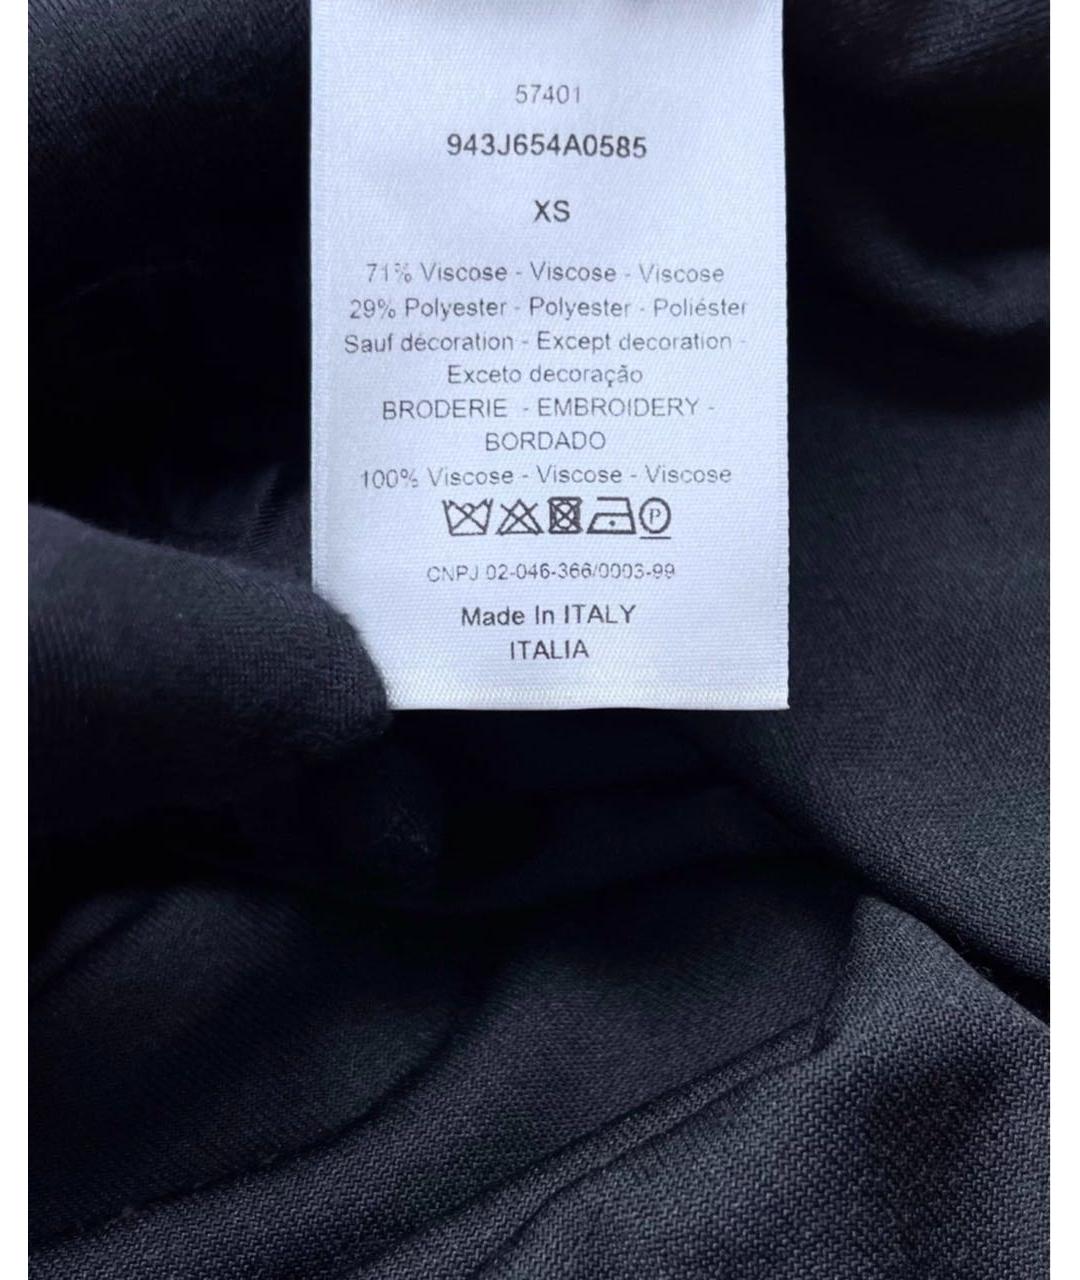 57401
943J654A0585
XS
71% Viscose - Viscose - Viscose
29% Polyester - Polyester - Poliéster
Sauf décoration - Except decoration -
Exceto decoração
BRODERIE - EMBROIDERY -
BORDADO
100% Viscose - Viscose - Viscose
P
CNPJ 02-046-366/0003-99
Made In ITALY
ITALIA